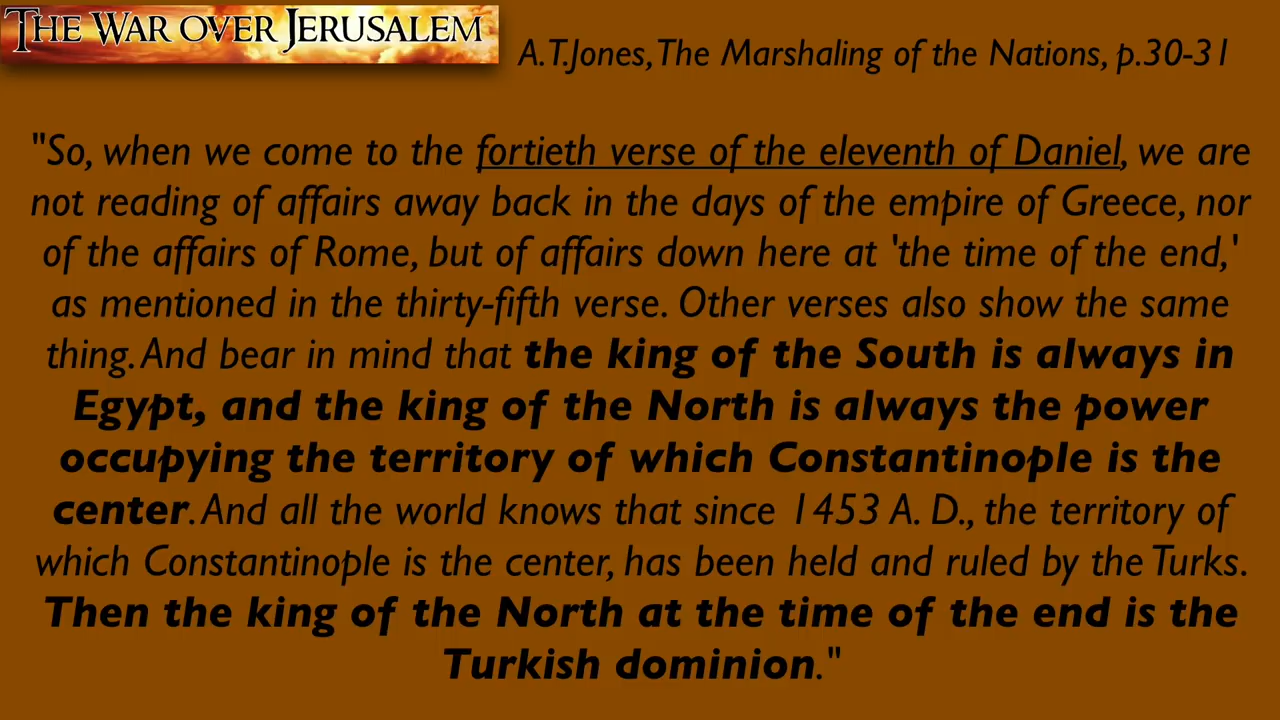 THE WAR OVER JERUSALEM
A.T.Jones, The Marshaling of the Nations, p.30-31
"So, when we come to the fortieth verse of the eleventh of Daniel, we are
not reading of affairs away back in the days of the empire of Greece, nor
of the affairs of Rome, but of affairs down here at 'the time of the end,'
as mentioned in the thirty-fifth verse. Other verses also show the same
thing. And bear in mind that the king of the South is always in
Egypt, and the king of the North is always the power
occupying the territory of which Constantinople is the
center. And all the world knows that since 1453 A. D., the territory of
which Constantinople is the center, has been held and ruled by the Turks.
Then the king of the North at the time of the end is the
Turkish dominion."